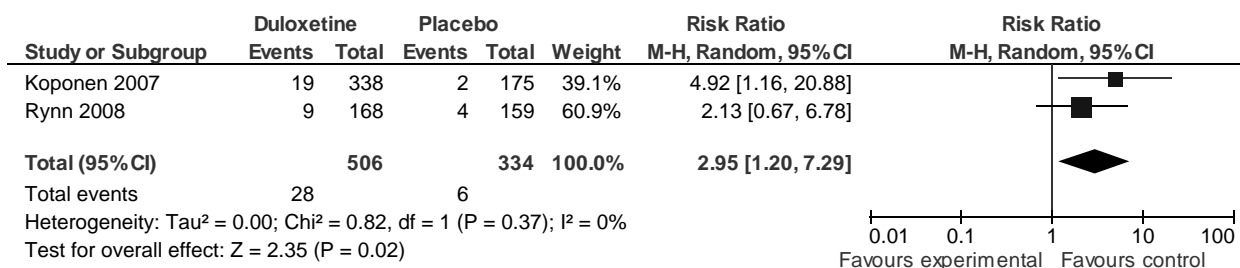 Duloxetine Placebo Risk Ratio Risk Ratio
Study or Subgroup Events Total Events Total Weight M-H, Random, 95%CI M-H, Random, 95%CI
Koponen 2007 19 338 2 175 39.1% 4.92 [1.16, 20.88]
Rynn 2008 9 168 4 159 60.9% 2.13 [0.67, 6.78]
Total (95%CI) 506 334 100.0% 2.95 [1.20, 7.29]
Total events 28 6
Heterogeneity: Tau² = 0.00; Chi² = 0.82, df = 1 (P = 0.37); I² = 0%
Test for overall effect: Z = 2.35 (P = 0.02)
0.01 0.1 1 10 100
Favours experimental Favours control